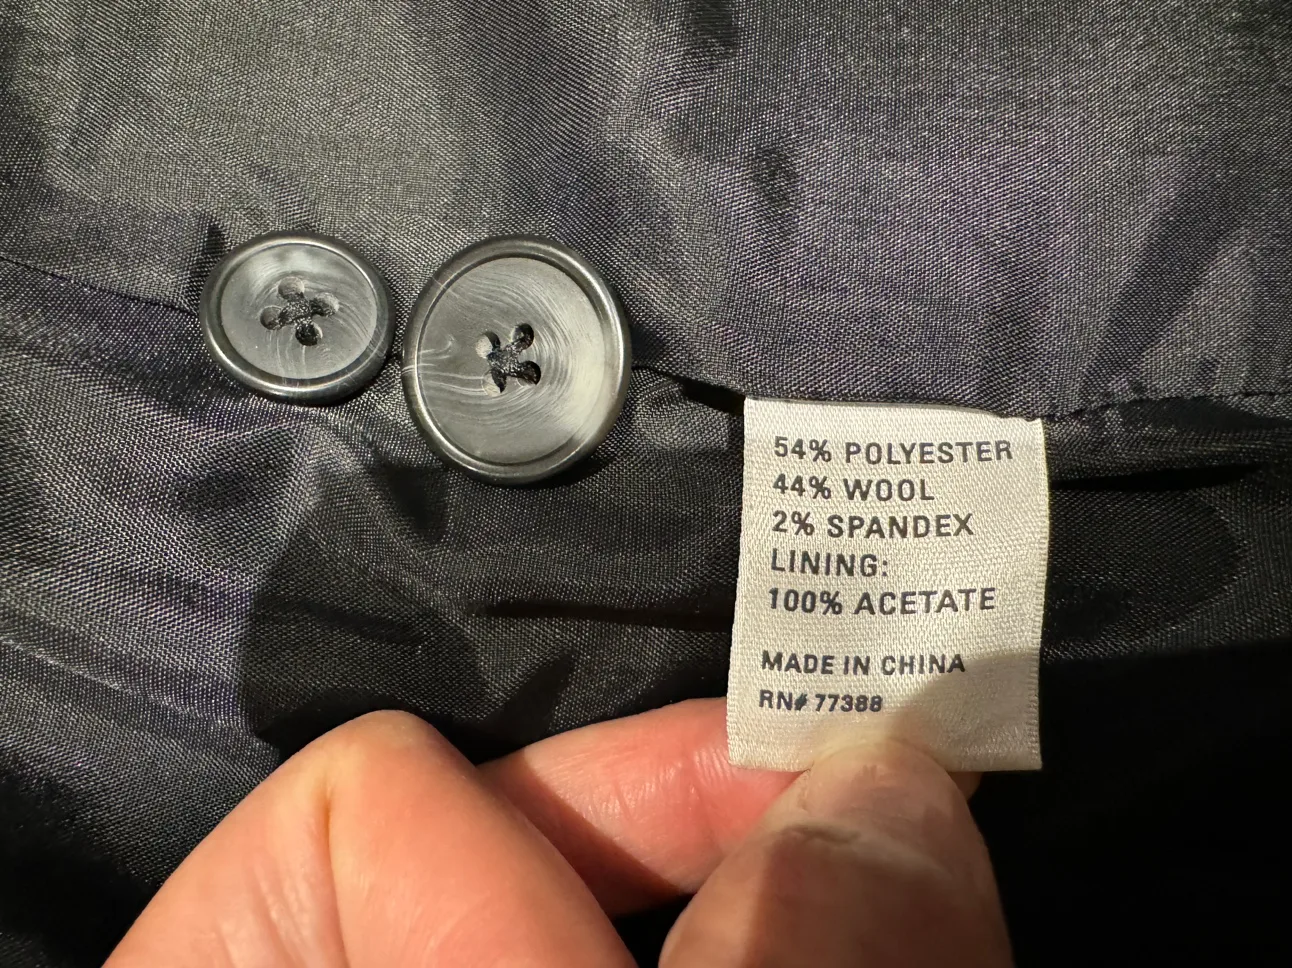 54% POLYESTER
44% WOOL
2% SPANDEX
LINING:
100% ACETATE
MADE IN CHINA
RN# 77388